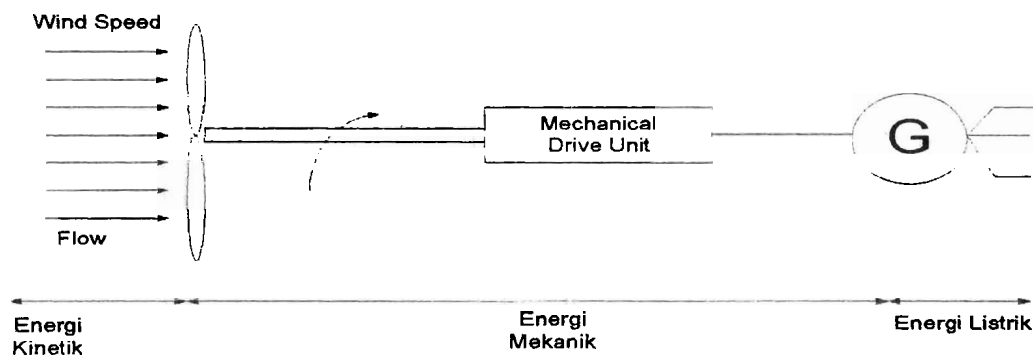 Wind Speed
Flow
Mechanical
Drive Unit
G
Energi
Kinetik
Energi
Mekanik
Energi Listrik